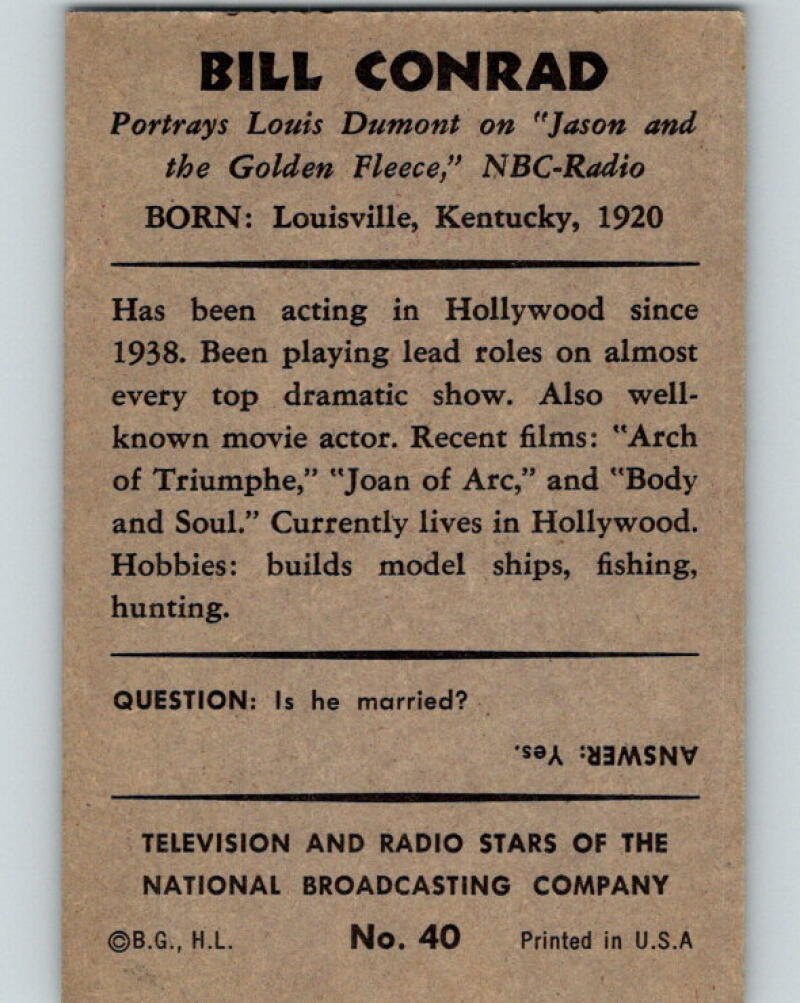 BILL CONRAD
Portrays Louis Dumont on "Jason and
the Golden Fleece," NBC-Radio
BORN: Louisville, Kentucky, 1920
Has been acting in Hollywood since
1938. Been playing lead roles on almost
every top dramatic show. Also well-
known movie actor. Recent films: "Arch
of Triumphe," "Joan of Arc," and "Body
and Soul." Currently lives in Hollywood.
Hobbies: builds model ships, fishing,
hunting.
QUESTION: Is he married?
ANSWER: Yes.
TELEVISION AND RADIO STARS OF THE
NATIONAL BROADCASTING COMPANY
©B.G., H.L. No. 40 Printed in U.S.A